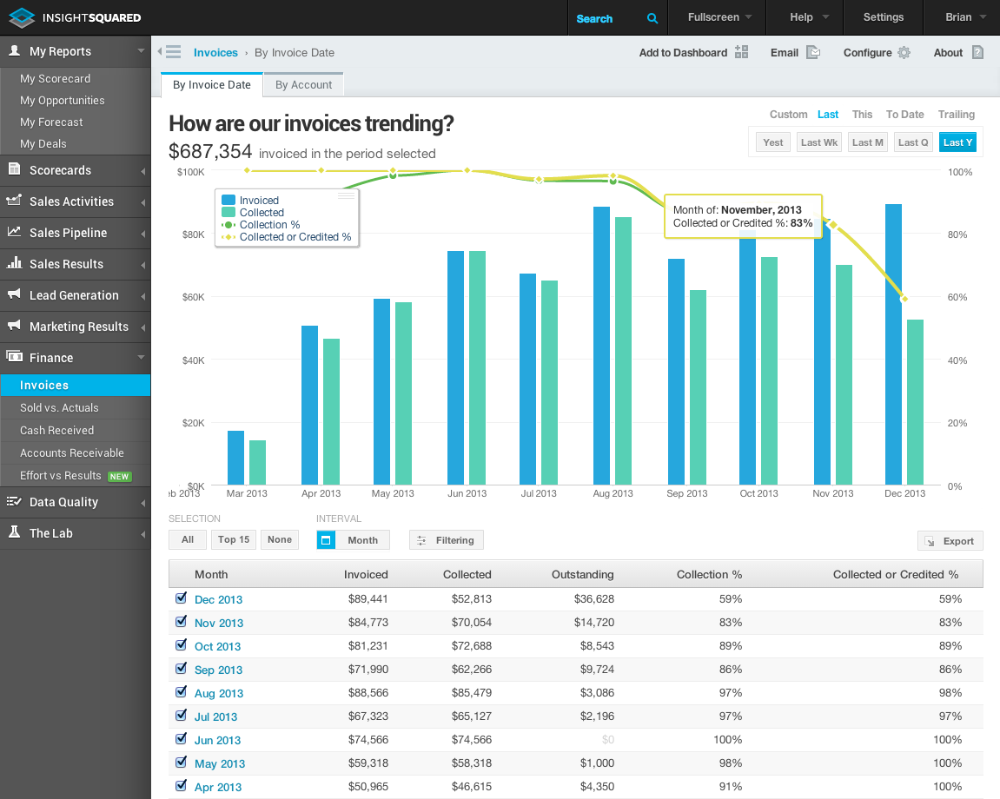 INSIGHTSQUARED
Search
Fullscreen
Help
Settings
Brian
My Reports
My Scorecard
My Opportunities
My Forecast
My Deals
Scorecards
Sales Activities
Sales Pipeline
Sales Results
Lead Generation
Marketing Results
Finance
Invoices
Sold vs. Actuals
Cash Received
Accounts Receivable
Effort vs Results NEW
Data Quality
The Lab
Invoices › By Invoice Date
Add to Dashboard
Email
Configure
About
By Invoice Date
By Account
How are our invoices trending?
$687,354 invoiced in the period selected
Custom Last This To Date Trailing
Yest Last Wk Last M Last Q Last Y
$100K
$80K
$60K
$40K
$20K
$0K
100%
80%
60%
40%
20%
0%
Invoiced
Collected
Collection %
Collected or Credited %
Month of: November, 2013
Collected or Credited %: 83%
eb 2013 Mar 2013 Apr 2013 May 2013 Jun 2013 Jul 2013 Aug 2013 Sep 2013 Oct 2013 Nov 2013 Dec 2013
SELECTION
INTERVAL
All Top 15 None
Month
Filtering
Export
Month Invoiced Collected Outstanding Collection % Collected or Credited %
Dec 2013 $89,441 $52,813 $36,628 59% 59%
Nov 2013 $84,773 $70,054 $14,720 83% 83%
Oct 2013 $81,231 $72,688 $8,543 89% 89%
Sep 2013 $71,990 $62,266 $9,724 86% 86%
Aug 2013 $88,566 $85,479 $3,086 97% 98%
Jul 2013 $67,323 $65,127 $2,196 97% 97%
Jun 2013 $74,566 $74,566 $0 100% 100%
May 2013 $59,318 $58,318 $1,000 98% 100%
Apr 2013 $50,965 $46,615 $4,350 91% 100%